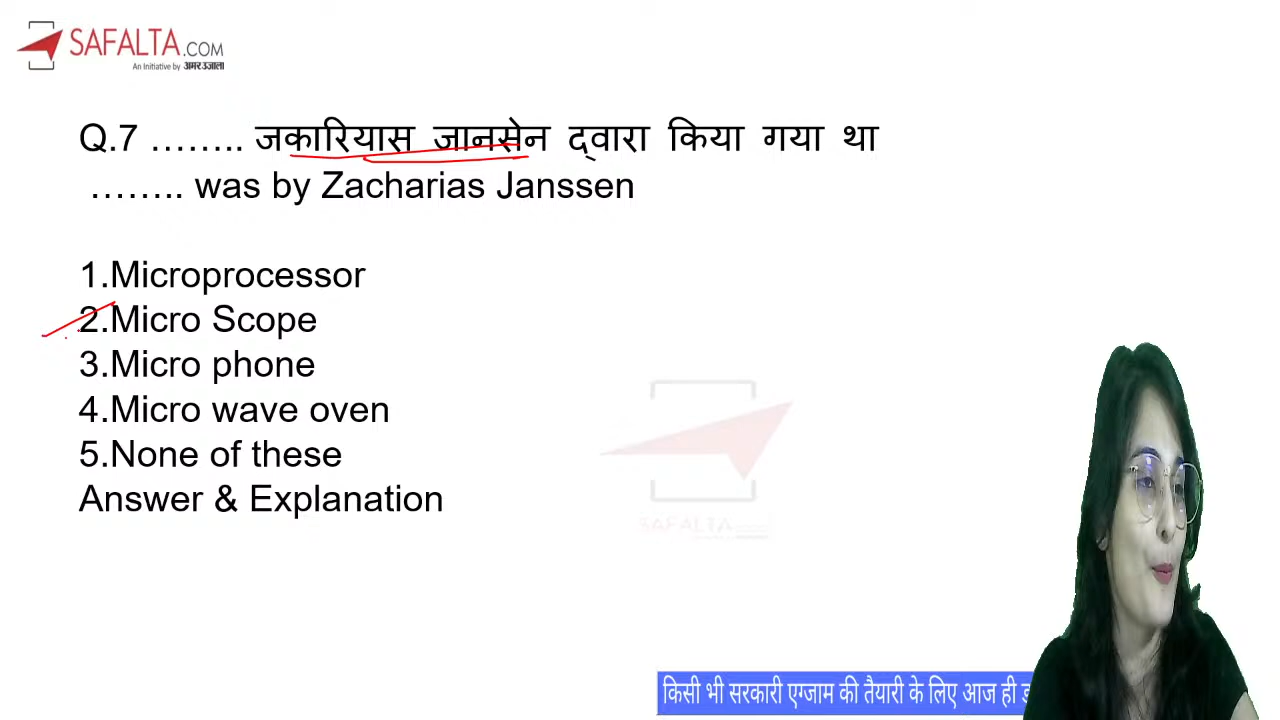 SAFALTA.COM
An Initiative by अमर उजाला
Q.7 …….. जकारियास जानसेन द्वारा किया गया था
…….. was by Zacharias Janssen
1.Microprocessor
2.Micro Scope
3.Micro phone
4.Micro wave oven
5.None of these
Answer & Explanation
SAFALTA
किसी भी सरकारी एग्जाम की तैयारी के लिए आज ही